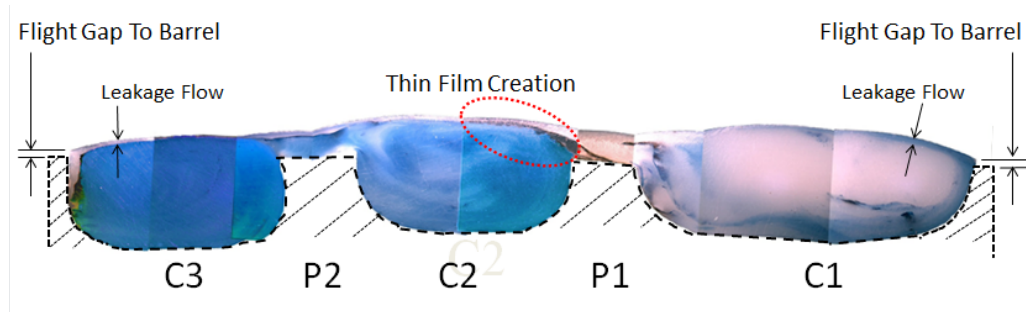 Flight Gap To Barrel
Flight Gap To Barrel
Leakage Flow
Thin Film Creation
Leakage Flow
C2
C3
P2
C2
P1
C1